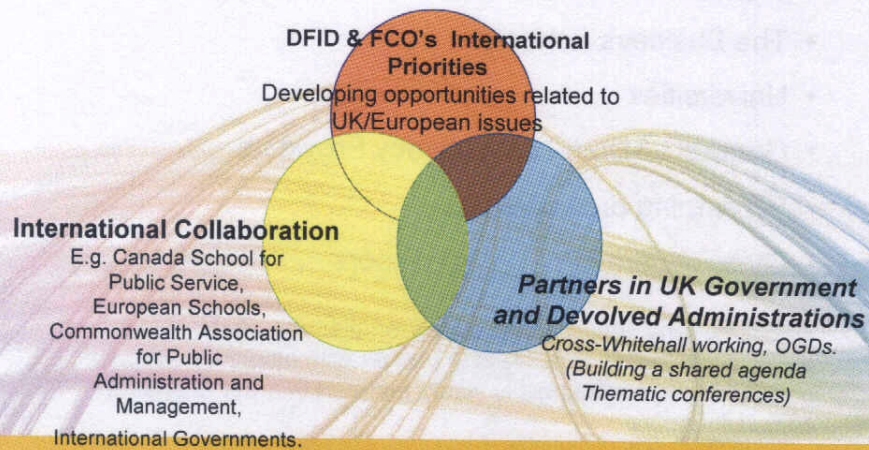 DFID & FCO's International
Priorities
Developing opportunities related to
UK/European issues
International Collaboration
E.g. Canada School for
Public Service,
European Schools,
Commonwealth Association
for Public
Administration and
Management,
International Governments.
Partners in UK Government
and Devolved Administrations
Cross-Whitehall working, OGDs.
(Building a shared agenda
Thematic conferences)